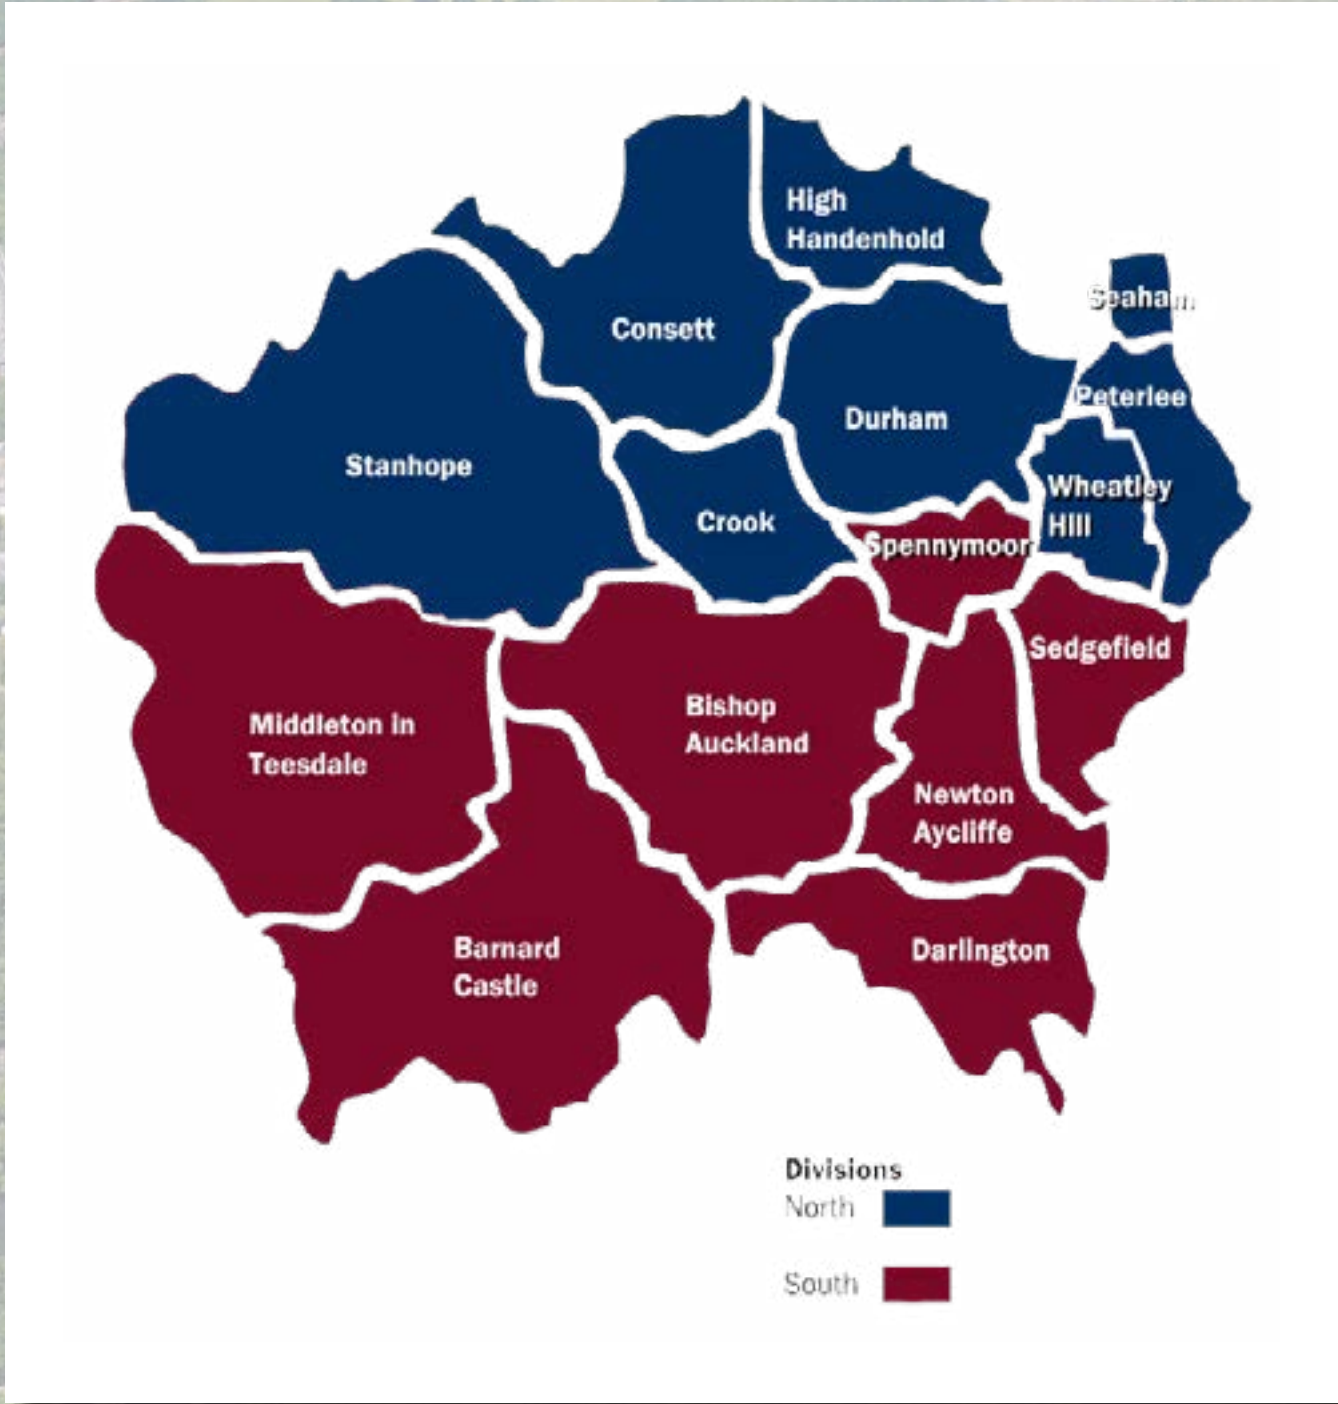 High
Handenhold
Seaham
Consett
Peterlee
Durham
Stanhope
Wheatley
Hill
Crook
Spennymoor
Sedgefield
Middleton in
Teesdale
Bishop
Auckland
Newton
Aycliffe
Barnard
Castle
Darlington
Divisions
North
South